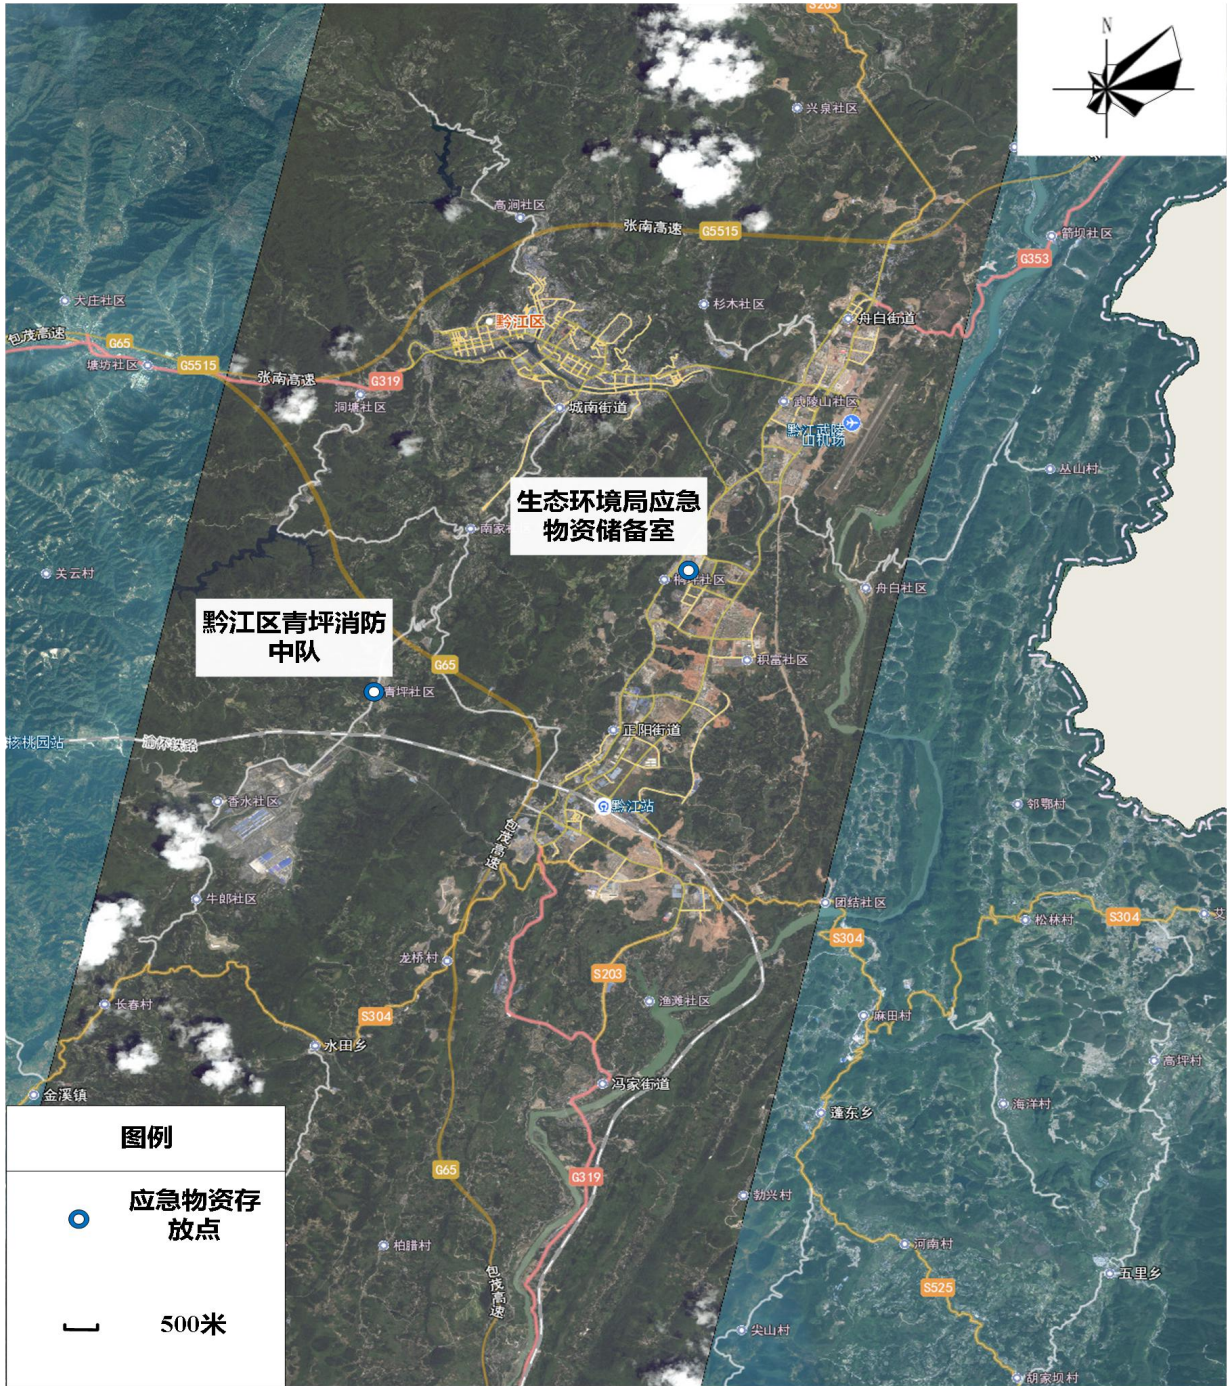 S203
N
兴泉社区
高涧社区
张南高速
G5515
箭坝社区
G353
大庄社区
杉木社区
黔江区
舟白街道
包茂高速
G65
G5515
塘坊社区
张南高速
G319
洞塘社区
城南街道
武陵山社区
黔江武陵
山机场
丛山村
生态环境局应急
物资储备室
南家
关云村
桐坪社区
舟白社区
黔江区青坪消防
中队
G65
积富社区
青坪社区
正阳街道
核桃园站
渝怀铁路
香水社区
黔江站
邻鄂村
包茂高速
牛郎社区
团结社区
松林村
S304
艾
S304
龙桥村
S203
渔滩社区
长春村
S304
麻田村
水田乡
高坪村
冯家街道
金溪镇
海洋村
蓬东乡
图例
G65
G319
应急物资存
放点
勃兴村
柏腊村
河南村
五里乡
包茂高速
S525
500米
尖山村
胡家坝村